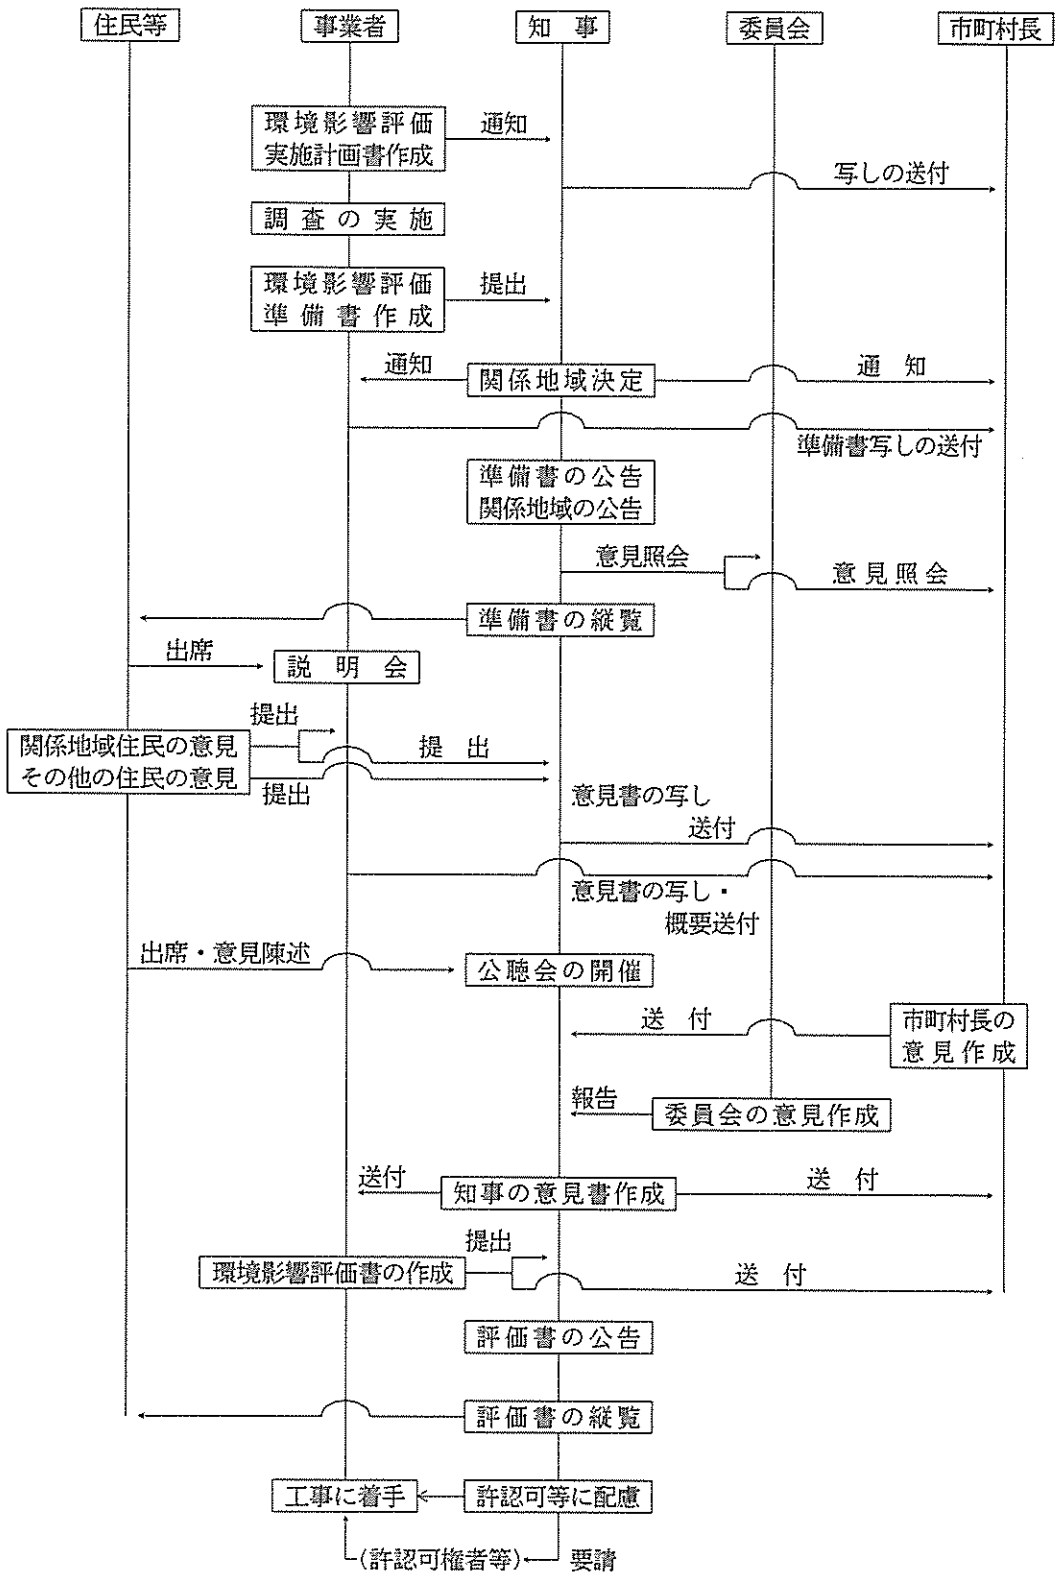 住民等
事業者
知 事
委員会
市町村長
環境影響評価
実施計画書作成
通知
写しの送付
調 査 の 実 施
環境影響評価
準 備 書 作 成
提出
通知
関係地域決定
通 知
準備書写しの送付
準備書の公告
関係地域の公告
意見照会
意見照会
準備書の縦覧
出席
説 明 会
提出
関係地域住民の意見
提 出
その他の住民の意見
提出
意見書の写し
送付
意見書の写し・
概要送付
出席・意見陳述
公聴会の開催
送 付
市町村長の
意見作成
報告
委員会の意見作成
送付
知事の意見書作成
送 付
提出
環境影響評価書の作成
送 付
評価書の公告
評価書の縦覧
工事に着手
許認可等に配慮
(許認可権者等)
要請